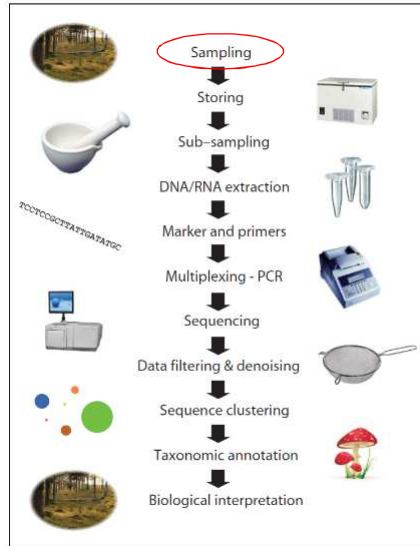 Sampling
Storing
Sub–sampling
DNA/RNA extraction
TCCTCCGCTTATTGATATGC
Marker and primers
Multiplexing - PCR
Sequencing
Data filtering & denoising
Sequence clustering
Taxonomic annotation
Biological interpretation